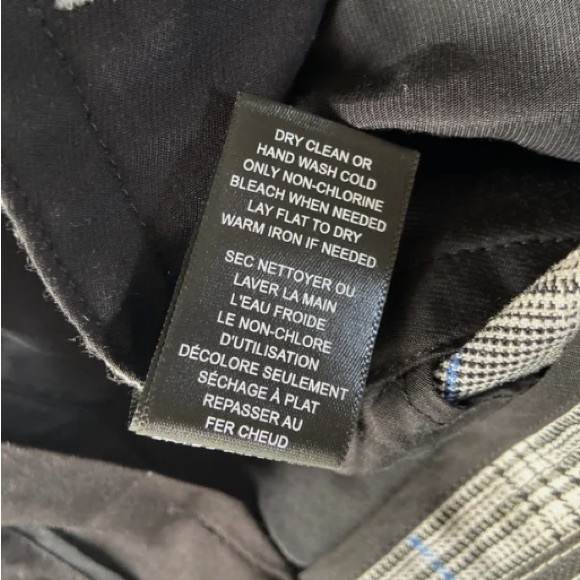 DRY CLEAN OR
HAND WASH COLD
ONLY NON-CHLORINE
BLEACH WHEN NEEDED
LAY FLAT TO DRY
WARM IRON IF NEEDED
SEC NETTOYER OU
LAVER LA MAIN
L'EAU FROIDE
LE NON-CHLORE
D'UTILISATION
DÉCOLORE SEULEMENT
SÉCHAGE À PLAT
REPASSER AU
FER CHEUD